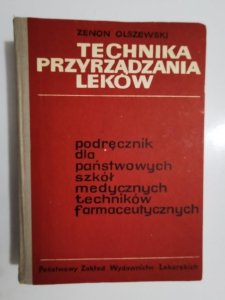 ZENON OLSZEWSKI
TECHNIKA
PRZYRZĄDZANIA
LEKÓW
podręcznik
dla
państwowych
szkół
medycznych
techników
farmaceutycznych
Państwowy Zakład Wydawnictw Lekarskich